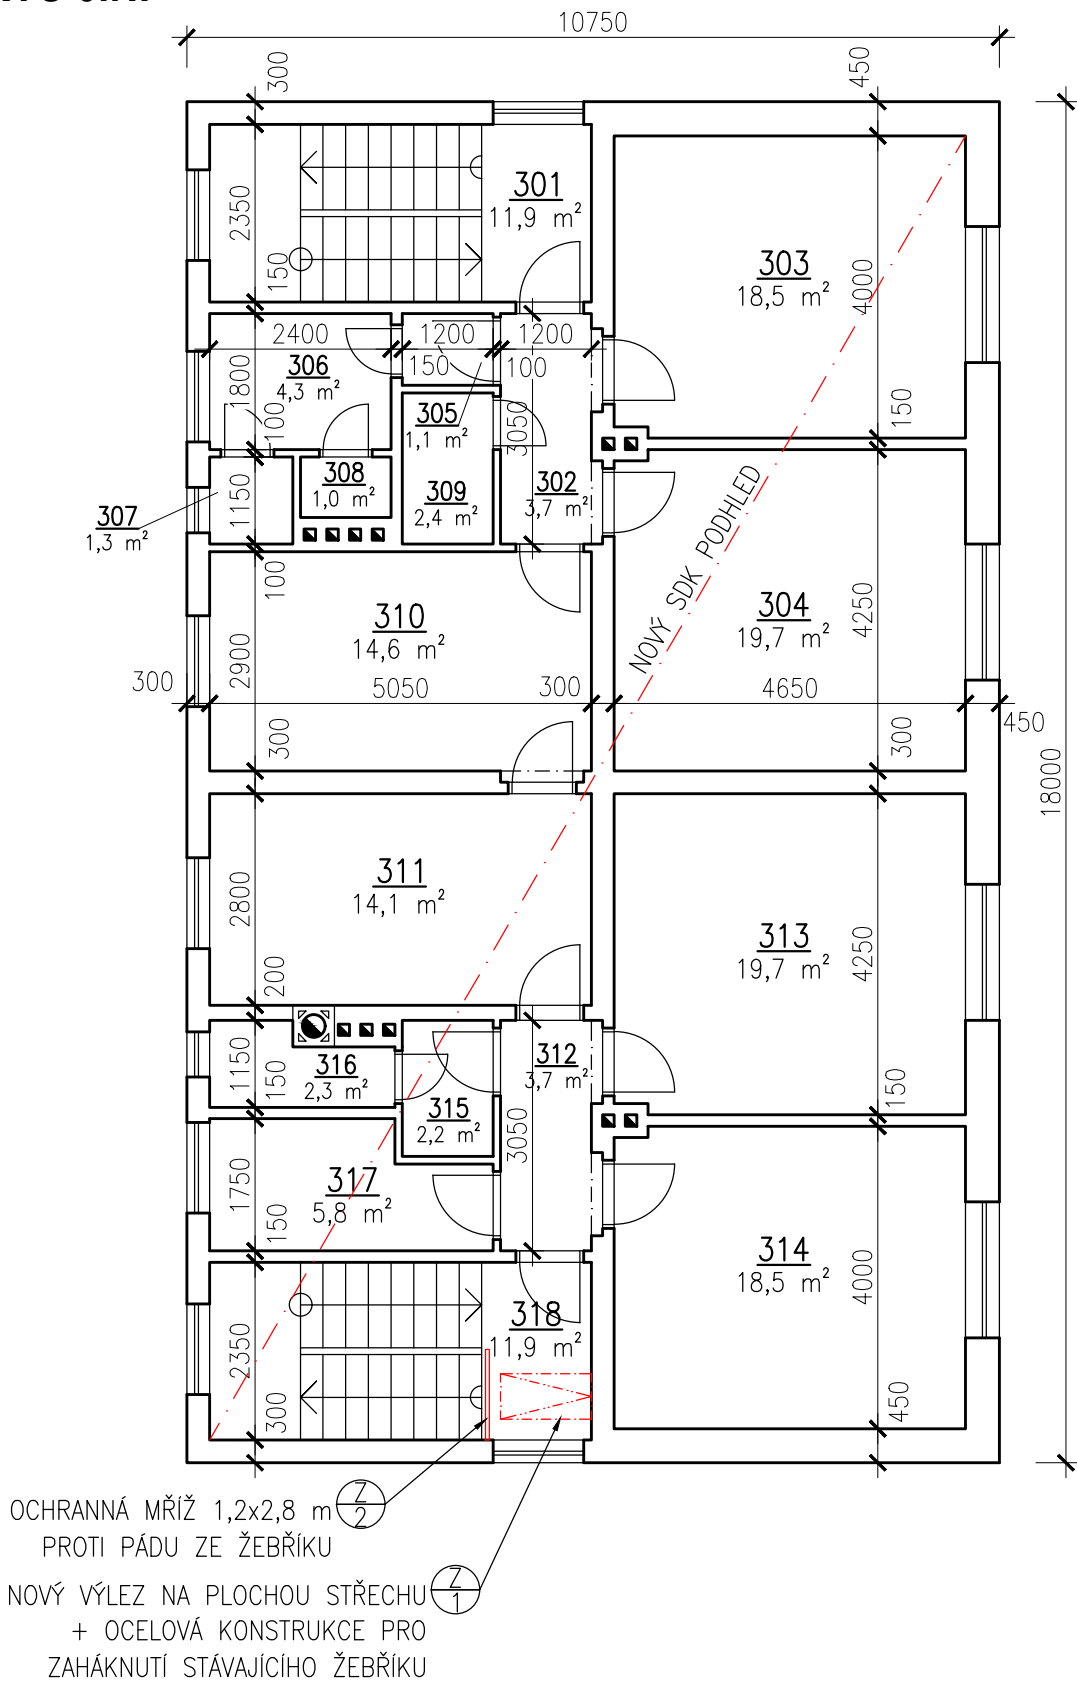 10750
300
450
301
11,9 m²
2350
150
303
18,5 m²
4000
2400
1200
1200
150
100
306
4,3 m²
1800
100
305
1,1 m²
3050
150
308
1,0 m²
309
2,4 m²
302
3,7 m²
307
1,3 m²
1150
100
NOVÝ SDK PODHLED
310
14,6 m²
304
19,7 m²
4250
2900
300
5050
300
4650
450
300
300
18000
311
14,1 m²
2800
200
313
19,7 m²
4250
312
3,7 m²
316
2,3 m²
1150
150
315
2,2 m²
3050
150
317
5,8 m²
1750
150
314
18,5 m²
4000
318
11,9 m²
2350
300
450
OCHRANNÁ MŘÍŽ 1,2x2,8 m
PROTI PÁDU ZE ŽEBŘÍKU
Z
2
NOVÝ VÝLEZ NA PLOCHOU STŘECHU
+ OCELOVÁ KONSTRUKCE PRO
ZAHÁKNUTÍ STÁVAJÍCÍHO ŽEBŘÍKU
Z
1